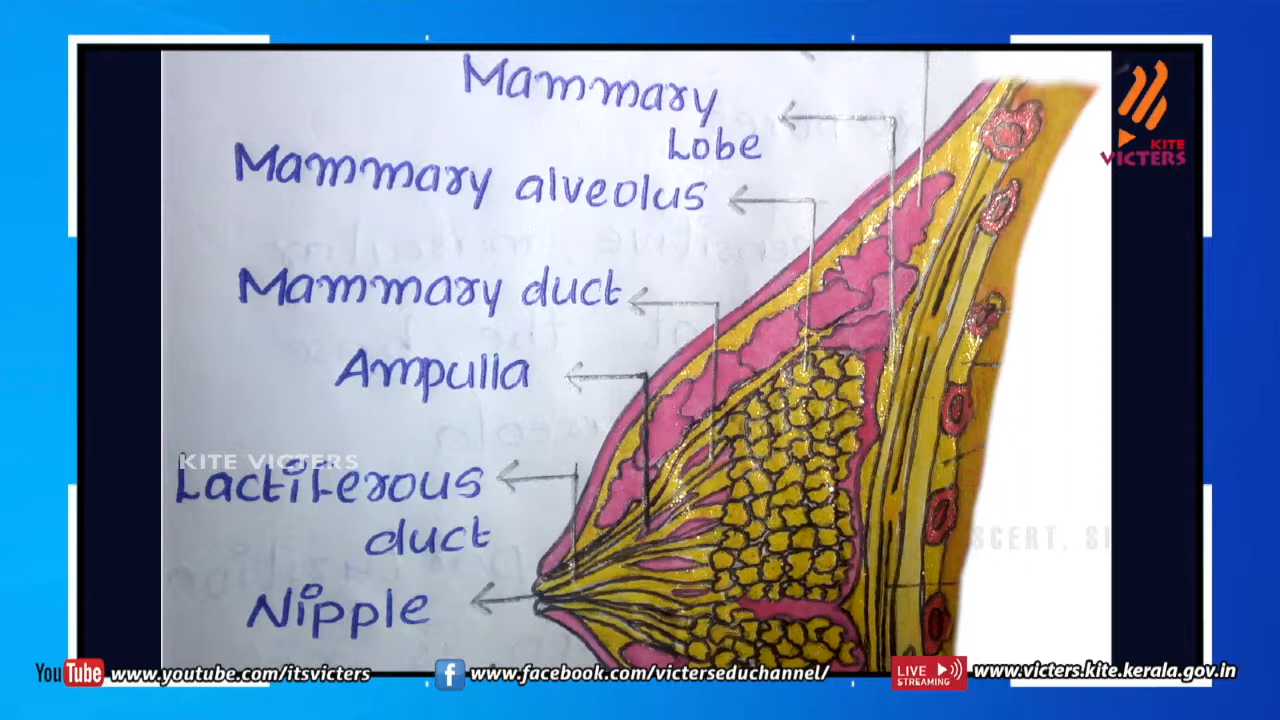 Mammary
Lobe
Mammary alveolus
Mammary duct
Ampulla
Lactiferous
duct
Nipple
KITE
VICTERS
KITE VICTERS
SCERT, SI
YouTube www.youtube.com/itsvicters
f www.facebook.com/victerseduchannel/
LIVE
STREAMING
www.victers.kite.kerala.gov.in